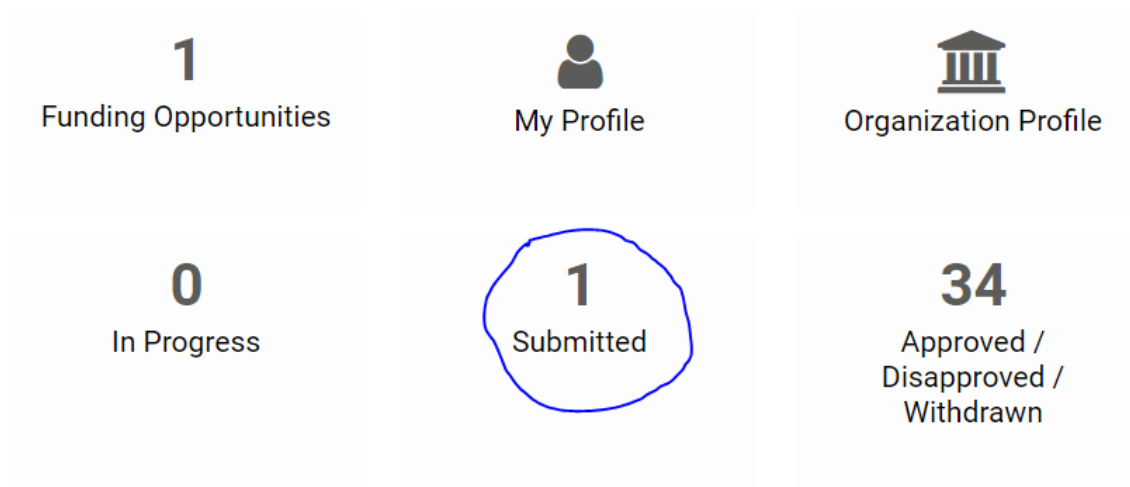 1
Funding Opportunities
My Profile
Organization Profile
0
In Progress
1
Submitted
34
Approved /
Disapproved /
Withdrawn